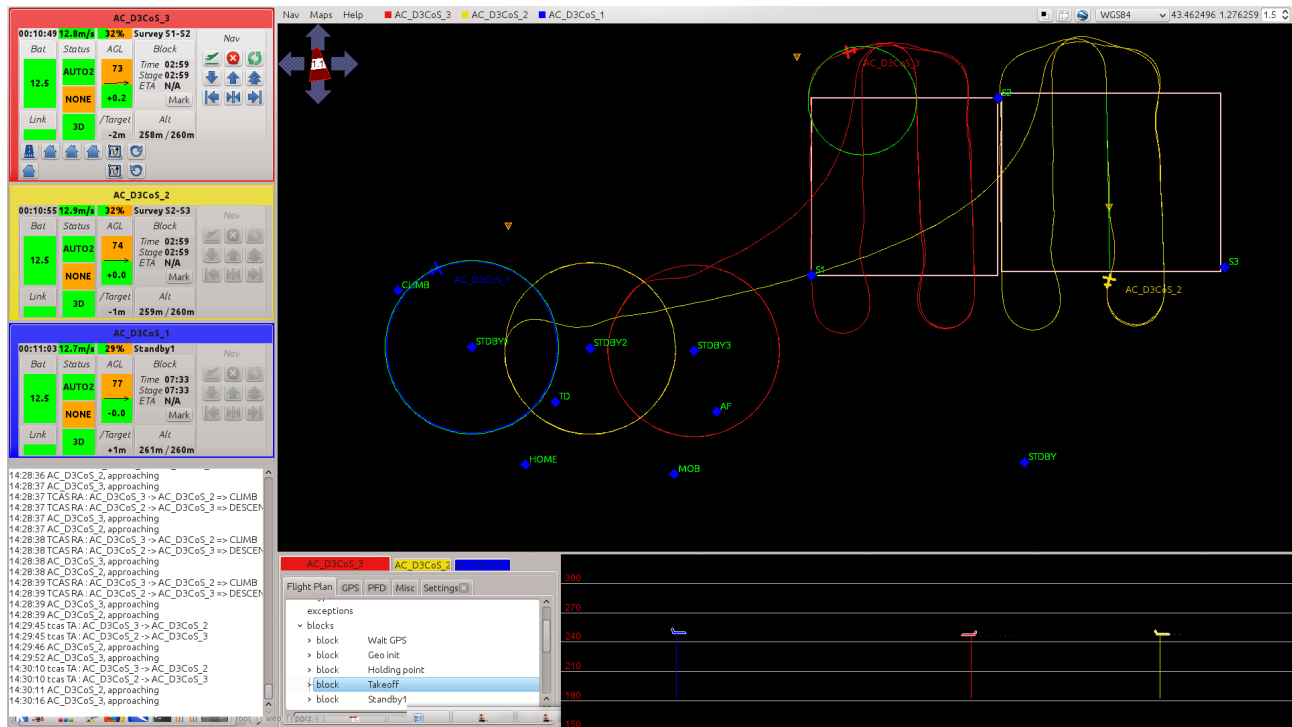 AC_D3CoS_3
00:10:49 12.8m/s 32% Survey S1-S2
Bat Status AGL Block Nav
12.5 AUTO2 73 Time 02:59
Stage 02:59
ETA N/A
NONE +0.2 Mark
Link 3D /Target Alt
-2m 258m / 260m
AC_D3CoS_2
00:10:55 12.9m/s 32% Survey S2-S3
Bat Status AGL Block Nav
12.5 AUTO2 74 Time 02:59
Stage 02:59
ETA N/A
NONE +0.0 Mark
Link 3D /Target Alt
-1m 259m / 260m
AC_D3CoS_1
00:11:03 12.7m/s 29% Standby1
Bat Status AGL Block Nav
12.5 AUTO2 77 Time 07:33
Stage 07:33
ETA N/A
NONE -0.0 Mark
Link 3D /Target Alt
+1m 261m / 260m
14:28:36 AC_D3CoS_2, approaching
14:28:37 AC_D3CoS_3, approaching
14:28:37 TCAS RA : AC_D3CoS_3 -> AC_D3CoS_2 => CLIMB
14:28:37 TCAS RA : AC_D3CoS_2 -> AC_D3CoS_3 => DESCEN
14:28:37 AC_D3CoS_3, approaching
14:28:37 AC_D3CoS_2, approaching
14:28:38 TCAS RA : AC_D3CoS_3 -> AC_D3CoS_2 => CLIMB
14:28:38 TCAS RA : AC_D3CoS_2 -> AC_D3CoS_3 => DESCEN
14:28:38 AC_D3CoS_3, approaching
14:28:38 AC_D3CoS_2, approaching
14:28:39 TCAS RA : AC_D3CoS_3 -> AC_D3CoS_2 => CLIMB
14:28:39 TCAS RA : AC_D3CoS_2 -> AC_D3CoS_3 => DESCEN
14:28:39 AC_D3CoS_3, approaching
14:28:39 AC_D3CoS_2, approaching
14:29:45 tcas TA : AC_D3CoS_3 -> AC_D3CoS_2
14:29:45 tcas TA : AC_D3CoS_2 -> AC_D3CoS_3
14:29:46 AC_D3CoS_2, approaching
14:29:52 AC_D3CoS_3, approaching
14:30:10 tcas TA : AC_D3CoS_3 -> AC_D3CoS_2
14:30:10 tcas TA : AC_D3CoS_2 -> AC_D3CoS_3
14:30:11 AC_D3CoS_2, approaching
14:30:16 AC_D3CoS_3, approaching
Nav Maps Help AC_D3CoS_3 AC_D3CoS_2 AC_D3CoS_1 WGS84 43.462496 1.276259 1.5
AC_D3CoS_3
S2
S1
S3
AC_D3CoS_2
AC_D3CoS_1
CLIMB
STDBY
STDBY2
STDBY3
TD
AF
HOME
MOB
STDBY
AC_D3CoS_3 AC_D3CoS_2
Flight Plan GPS PFD Misc Settings
exceptions
blocks
block Wait GPS
block Geo init
block Holding point
block Takeoff
block Standby1
300
270
240
210
180
150